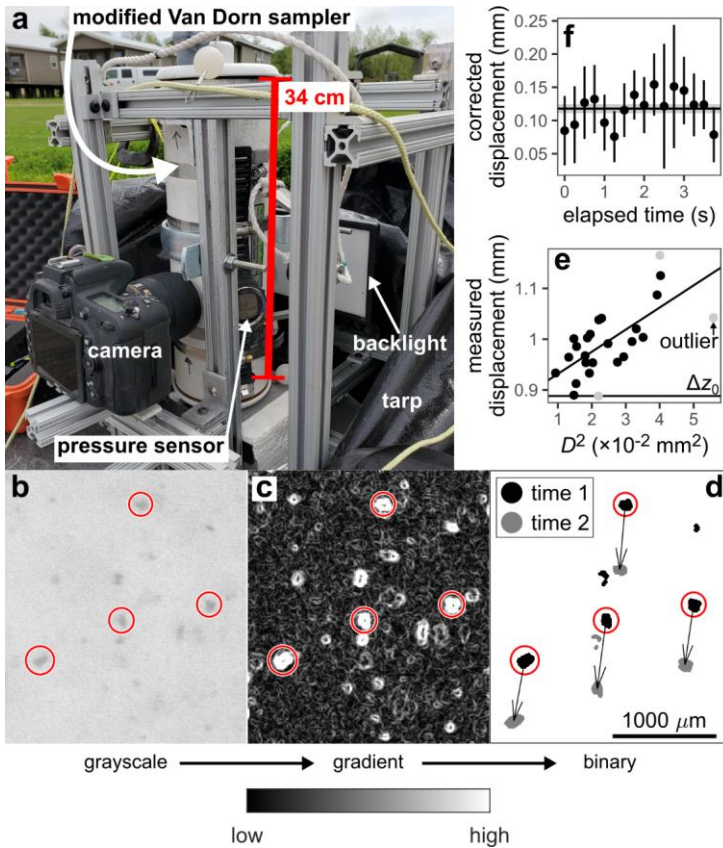 a
modified Van Dorn sampler
34 cm
camera
backlight
tarp
pressure sensor
f
corrected
displacement (mm)
0.20
0.15
0.10
0.05
0 1 2 3
elapsed time (s)
e
measured
displacement (mm)
1.1
1.0
0.9
outlier
Δz₀
1 2 3 4 5
D² (×10⁻² mm²)
b
c
d
time 1
time 2
1000 μm
grayscale
gradient
binary
low
high